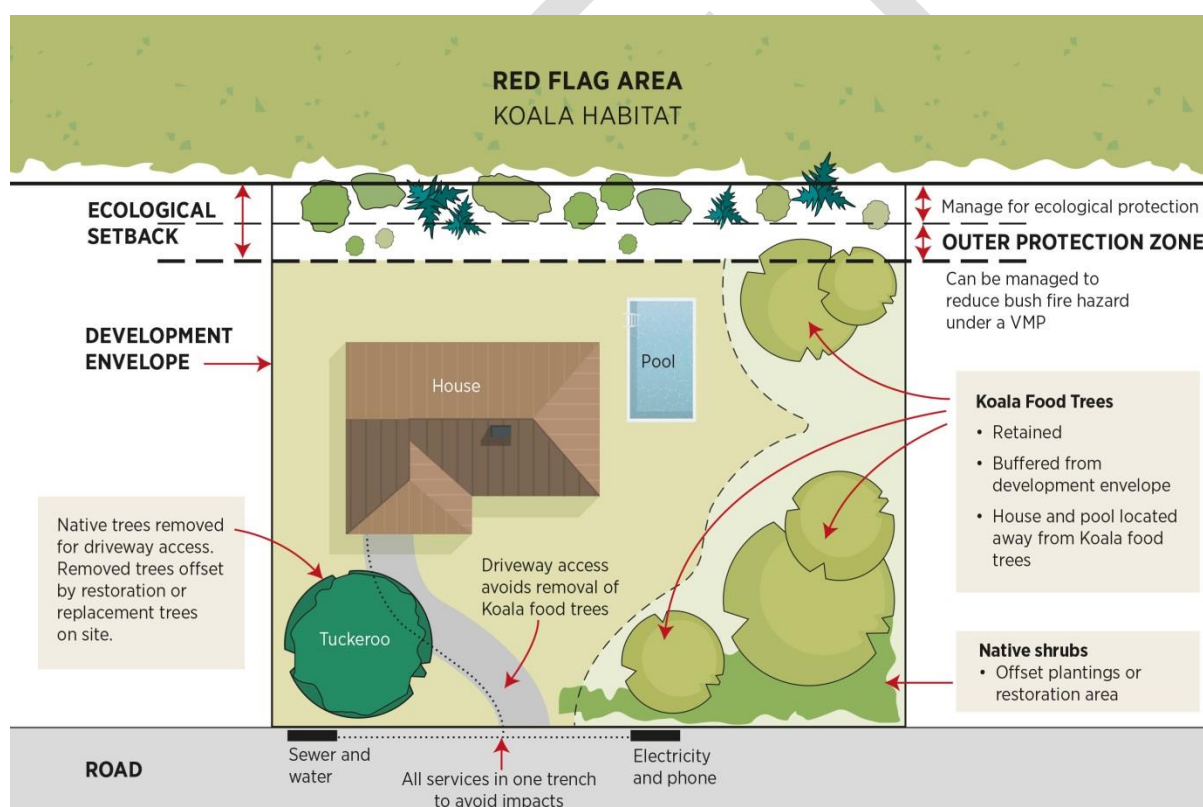 RED FLAG AREA
KOALA HABITAT
ECOLOGICAL
SETBACK
Manage for ecological protection
OUTER PROTECTION ZONE
Can be managed to
reduce bush fire hazard
under a VMP
DEVELOPMENT
ENVELOPE
House
Pool
Koala Food Trees
• Retained
• Buffered from
development envelope
• House and pool located
away from Koala food
trees
Native trees removed
for driveway access.
Removed trees offset
by restoration or
replacement trees
on site.
Driveway access
avoids removal of
Koala food trees
Tuckeroo
Native shrubs
• Offset plantings or
restoration area
ROAD
Sewer and
water
All services in one trench
to avoid impacts
Electricity
and phone